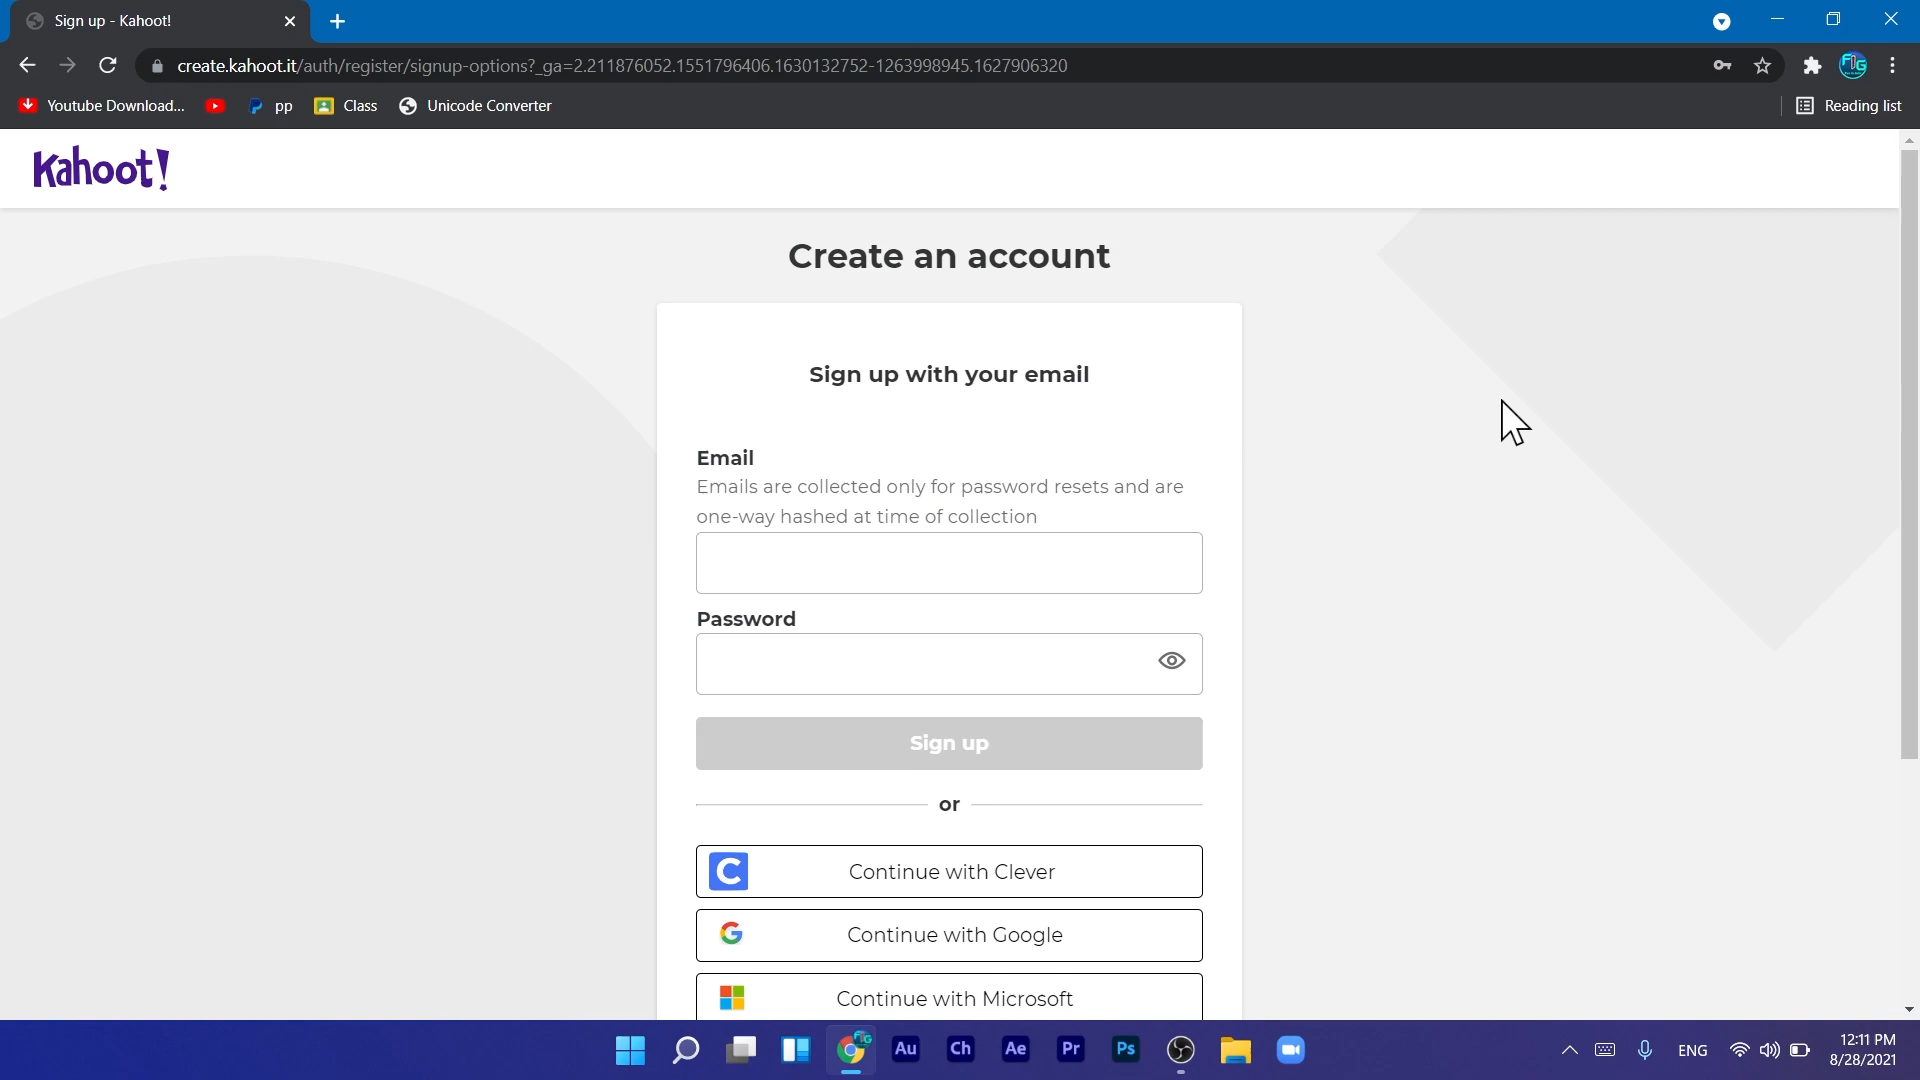 Sign up - Kahoot!
create.kahoot.it/auth/register/signup-options?_ga=2.211876052.1551796406.1630132752-1263998945.1627906320
FTG
Youtube Download...
pp
Class
Unicode Converter
Reading list
Kahoot!
Create an account
Sign up with your email
Email
Emails are collected only for password resets and are
one-way hashed at time of collection
Password
Sign up
or
C Continue with Clever
G Continue with Google
Continue with Microsoft
Au
Ch
Ae
Pr
Ps
ENG
12:11 PM
8/28/2021